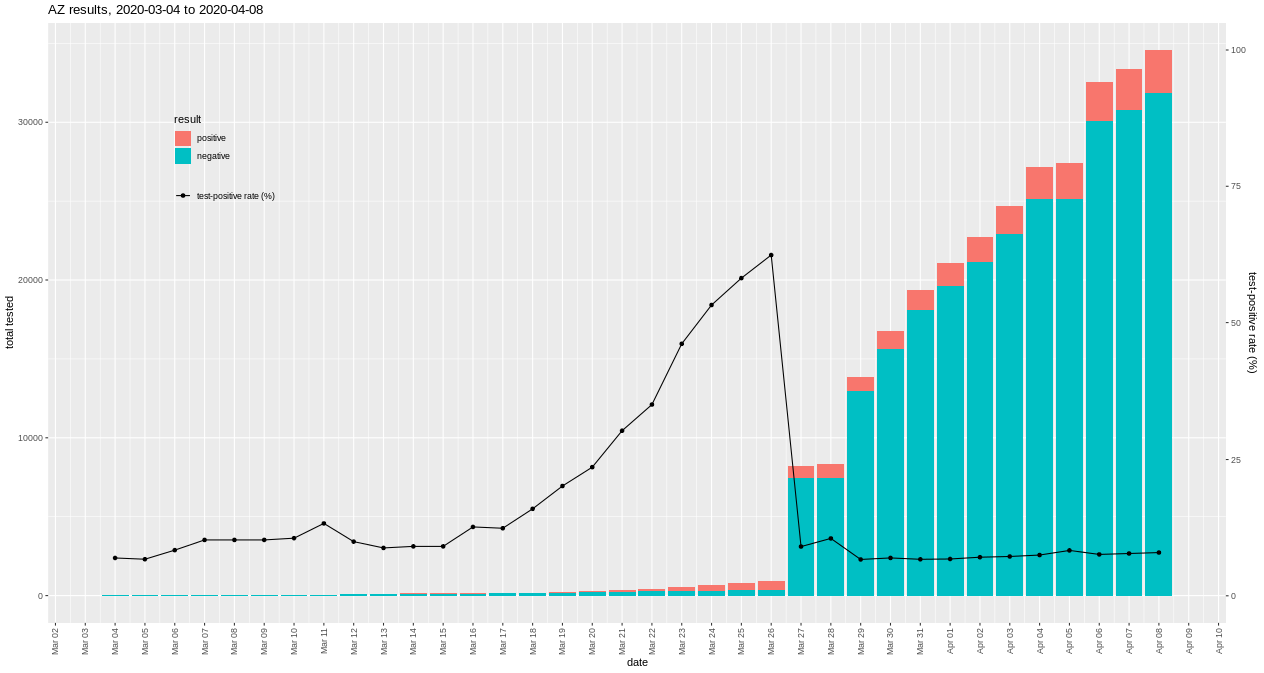 AZ results, 2020-03-04 to 2020-04-08
result
positive
negative
test-positive rate (%)
total tested
30000
20000
10000
0
100
75
50
25
0
test-positive rate (%)
Mar 02
Mar 03
Mar 04
Mar 05
Mar 06
Mar 07
Mar 08
Mar 09
Mar 10
Mar 11
Mar 12
Mar 13
Mar 14
Mar 15
Mar 16
Mar 17
Mar 18
Mar 19
Mar 20
Mar 21
Mar 22
Mar 23
Mar 24
Mar 25
Mar 26
Mar 27
Mar 28
Mar 29
Mar 30
Mar 31
Apr 01
Apr 02
Apr 03
Apr 04
Apr 05
Apr 06
Apr 07
Apr 08
Apr 09
Apr 10
date